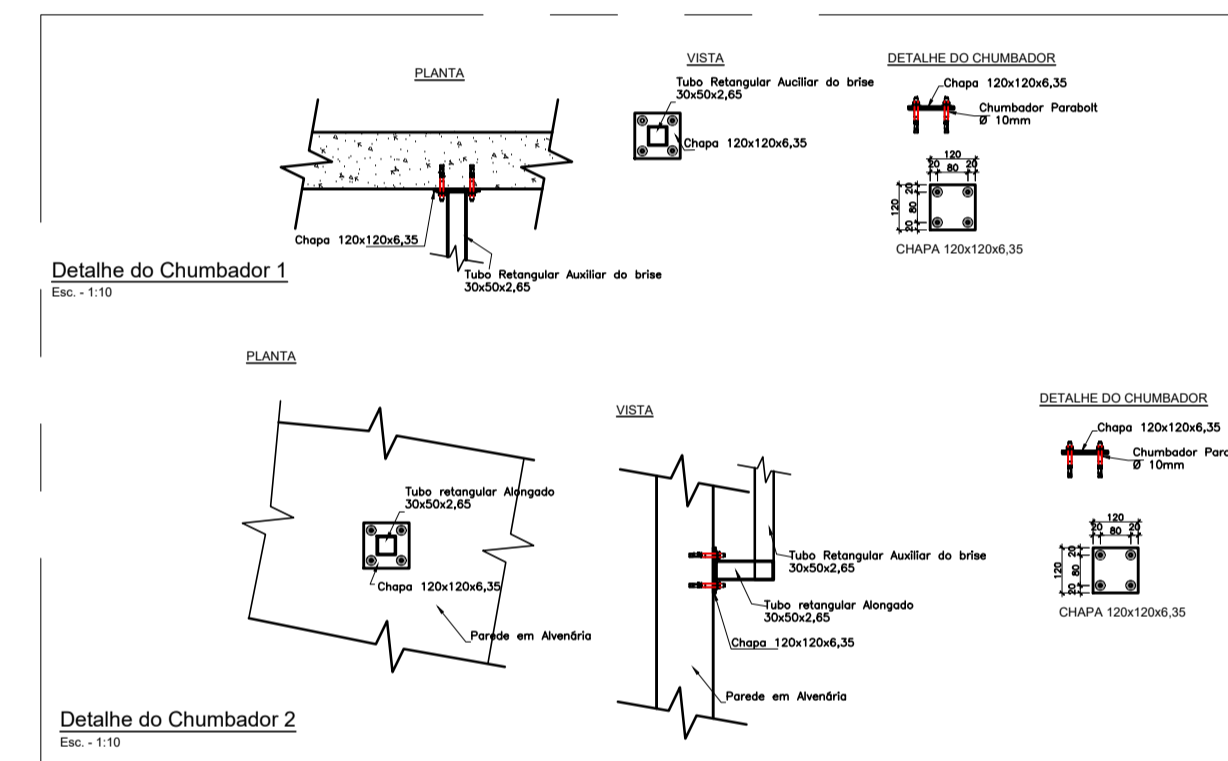 PLANTA
Chapa 120x120x6,35
Tubo Retangular Auxiliar do brise
30x50x2,65
Detalhe do Chumbador 1
Esc. - 1:10
VISTA
Tubo Retangular Auciliar do brise
30x50x2,65
Chapa 120x120x6,35
DETALHE DO CHUMBADOR
Chapa 120x120x6,35
Chumbador Parabolt
Ø 10mm
120
20 80 20
120
20 80 20
CHAPA 120x120x6,35
PLANTA
Tubo retangular Alongado
30x50x2,65
Chapa 120x120x6,35
Parede em Alvenária
Detalhe do Chumbador 2
Esc. - 1:10
VISTA
Tubo Retangular Auxiliar do brise
30x50x2,65
Tubo retangular Alongado
30x50x2,65
Chapa 120x120x6,35
Parede em Alvenária
DETALHE DO CHUMBADOR
Chapa 120x120x6,35
Chumbador Para
Ø 10mm
120
20 80 20
120
20 80 20
CHAPA 120x120x6,35